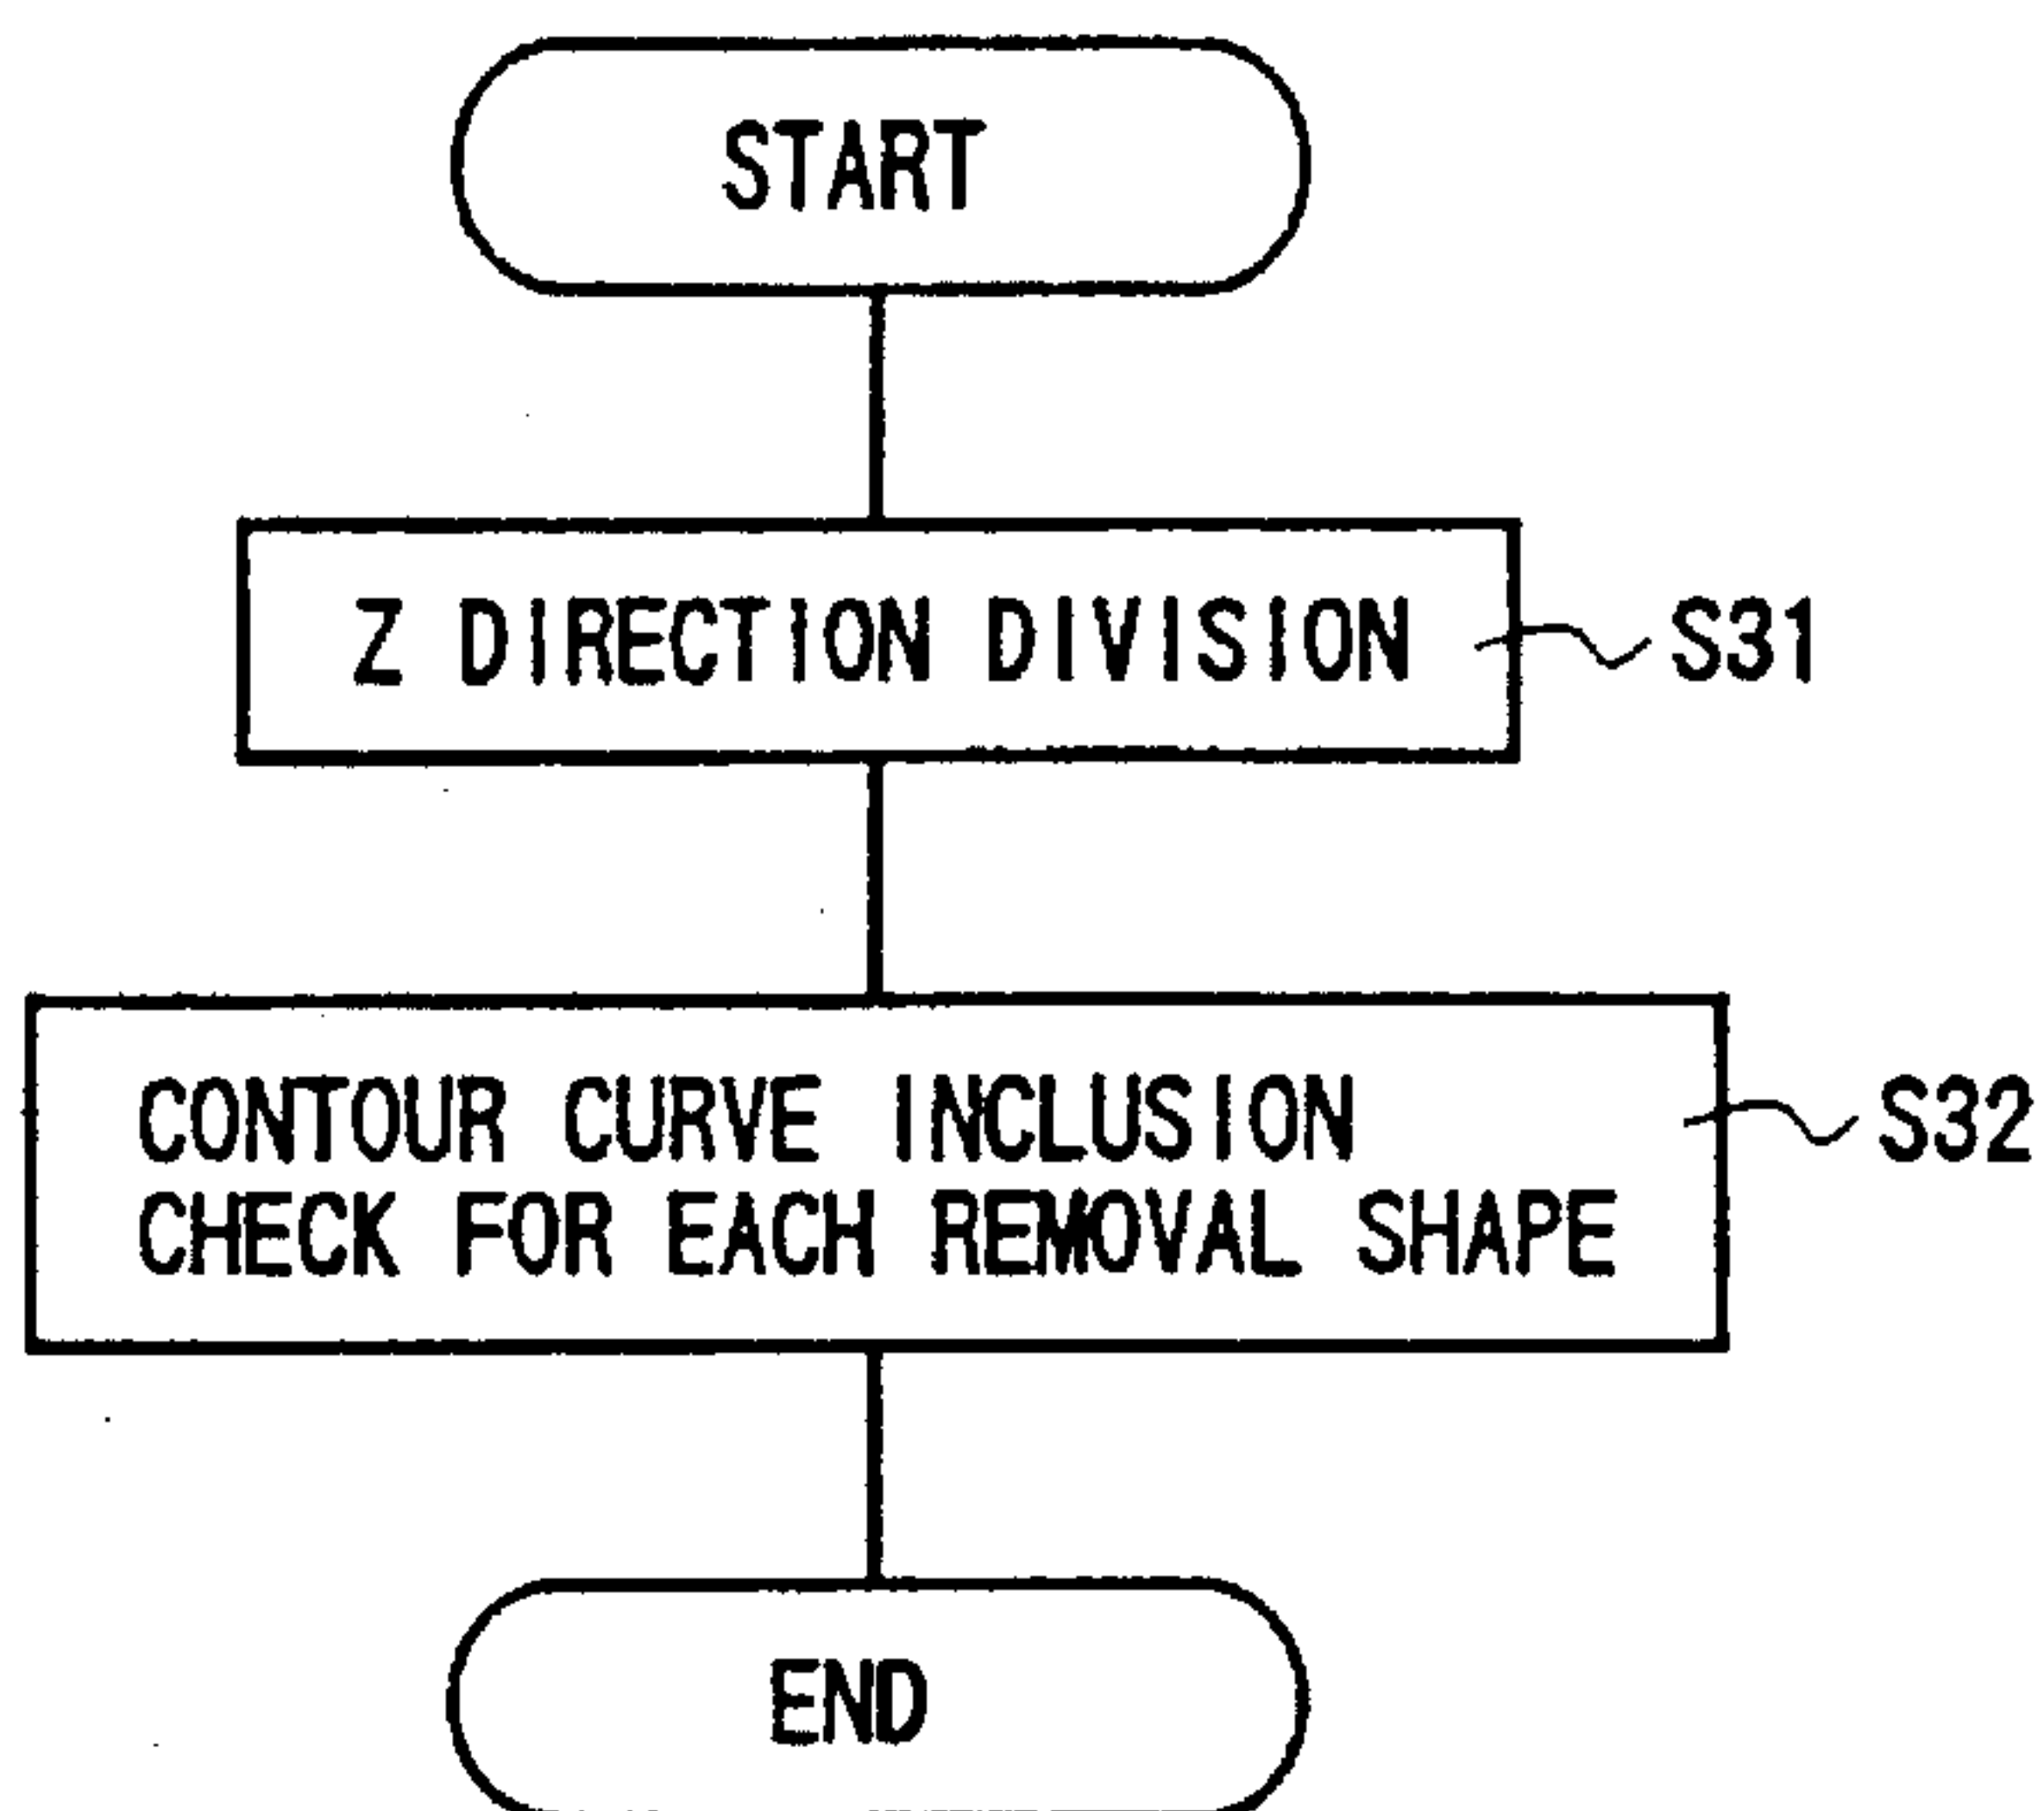 START
Z DIRECTION DIVISION
S31
CONTOUR CURVE INCLUSION
CHECK FOR EACH REMOVAL SHAPE
S32
END